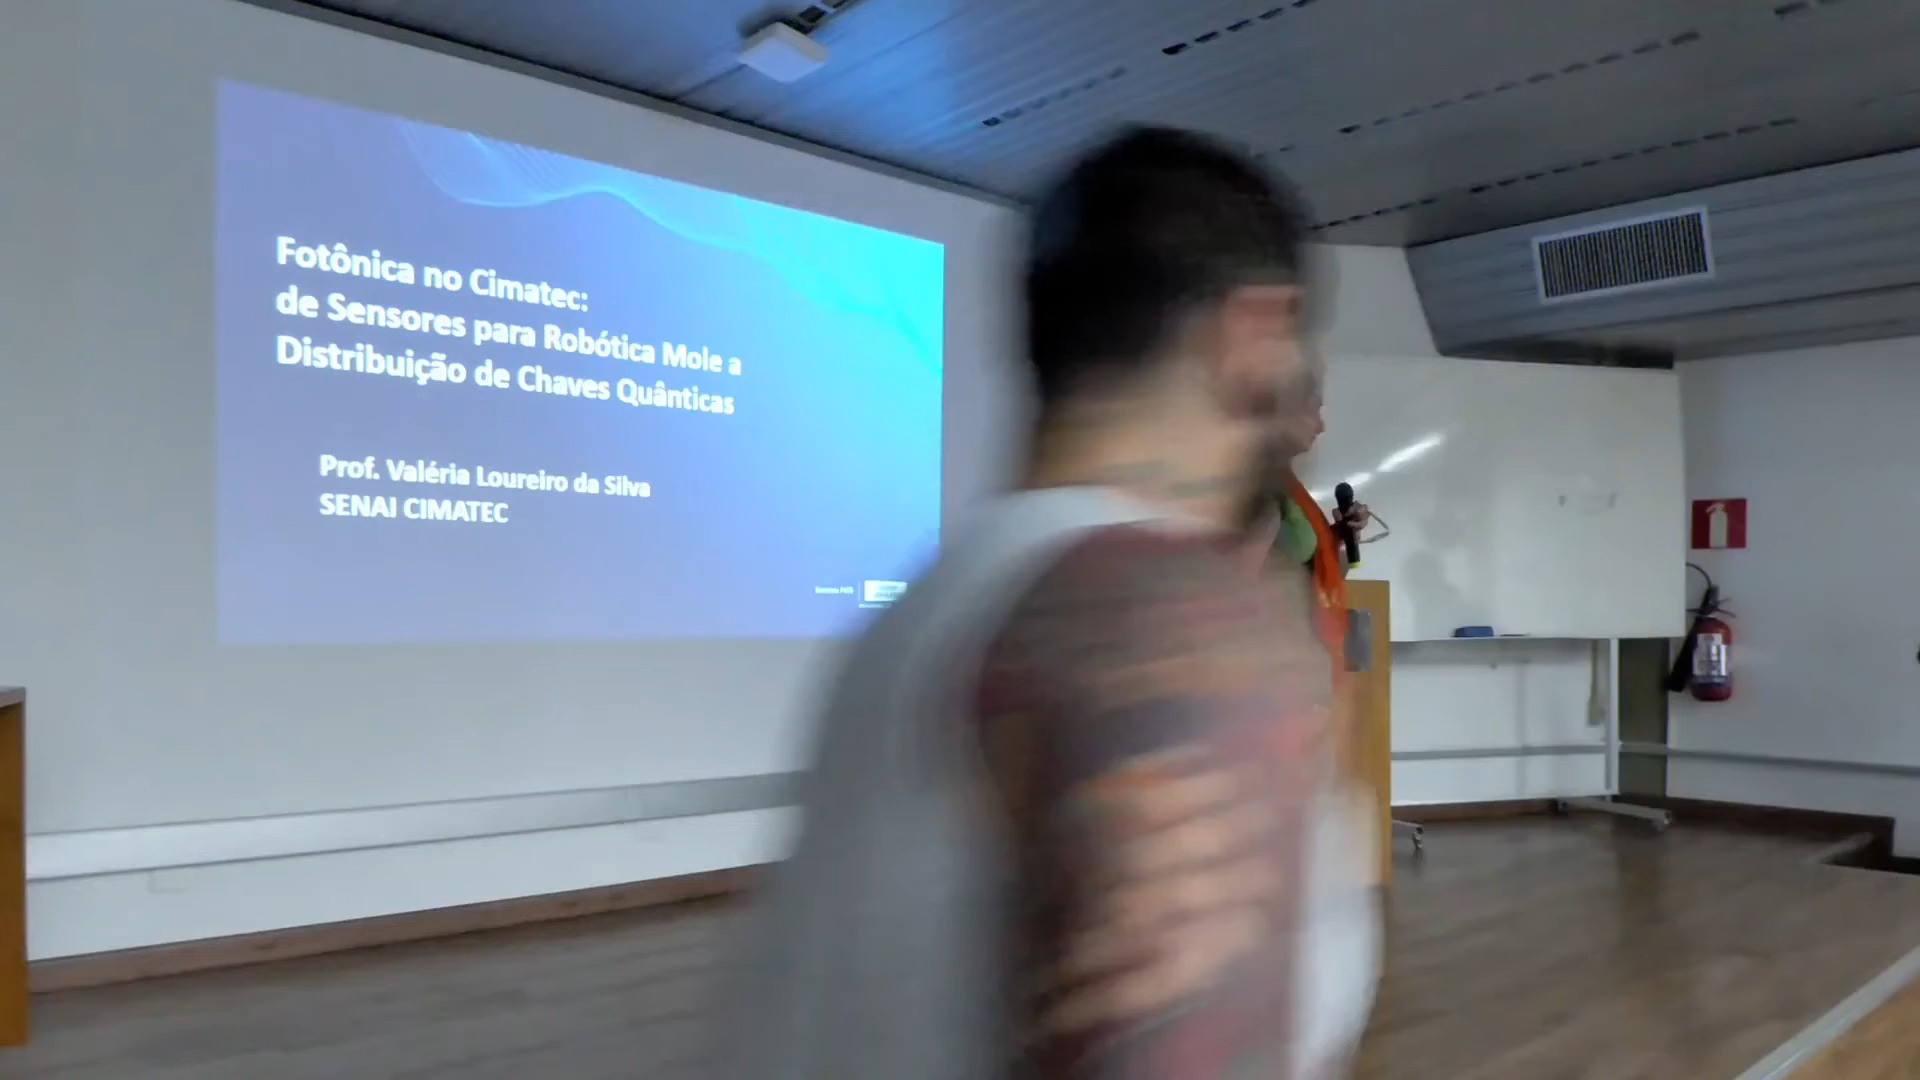 Fotônica no Cimatec:
de Sensores para Robótica Mole a
Distribuição de Chaves Quânticas
Prof. Valéria Loureiro da Silva
SENAI CIMATEC